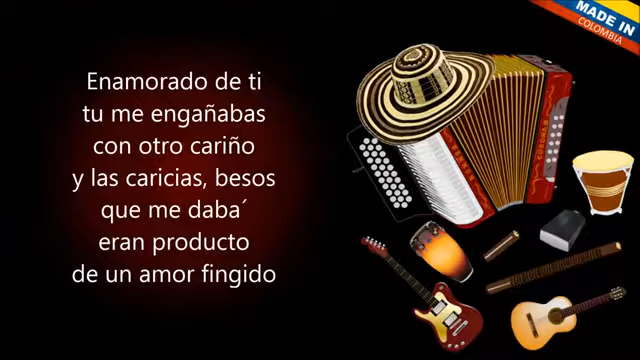 MADE IN
COLOMBIA
Enamorado de ti
tu me engañabas
con otro cariño
y las caricias, besos
que me daba´
eran producto
de un amor fingido